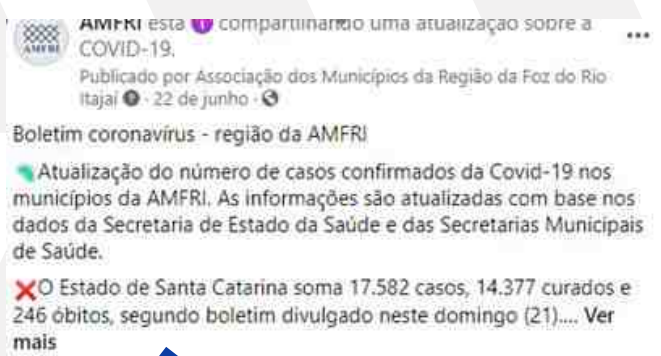 AMFRI está compartilhando uma atualização sobre a
COVID-19.
AMFRI
Publicado por Associação dos Municípios da Região da Foz do Rio
Itajaí · 22 de junho ·
Boletim coronavírus - região da AMFRI
Atualização do número de casos confirmados da Covid-19 nos
municípios da AMFRI. As informações são atualizadas com base nos
dados da Secretaria de Estado da Saúde e das Secretarias Municipais
de Saúde.
❌O Estado de Santa Catarina soma 17.582 casos, 14.377 curados e
246 óbitos, segundo boletim divulgado neste domingo (21).... Ver
mais